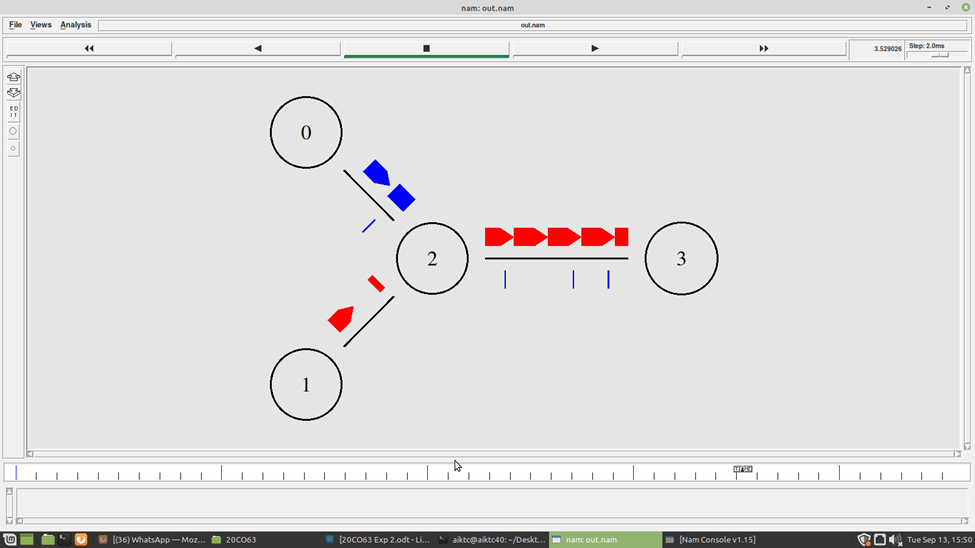 nam: out.nam
File Views Analysis
out.nam
3.529026
Step: 2.0ms
E D
I T
0
2
3
1
TIME
[(36) WhatsApp — Moz...
20CO63
[20CO63 Exp 2.odt - Li...
aiktc@aiktc40: ~/Deskt...
nam: out.nam
[Nam Console v1.15]
Tue Sep 13, 15:50